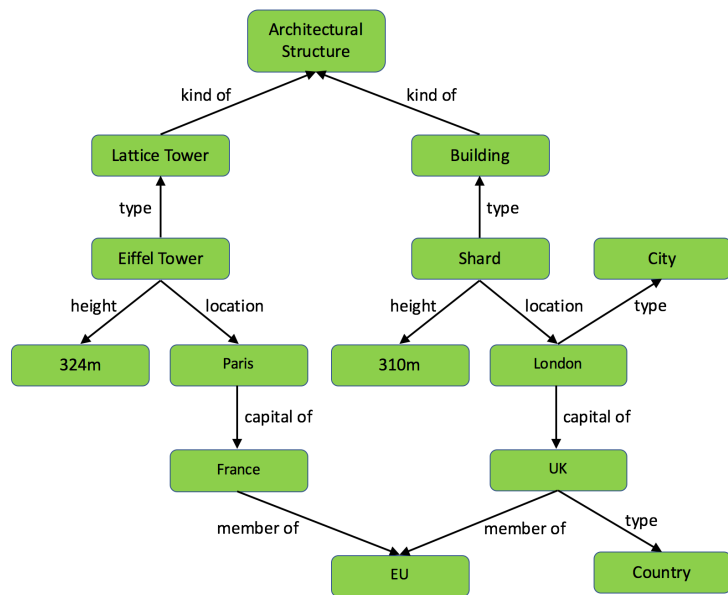 Architectural
Structure
kind of
kind of
Lattice Tower
Building
type
type
Eiffel Tower
Shard
City
height
location
height
location
type
324m
Paris
310m
London
capital of
capital of
France
UK
member of
member of
type
EU
Country